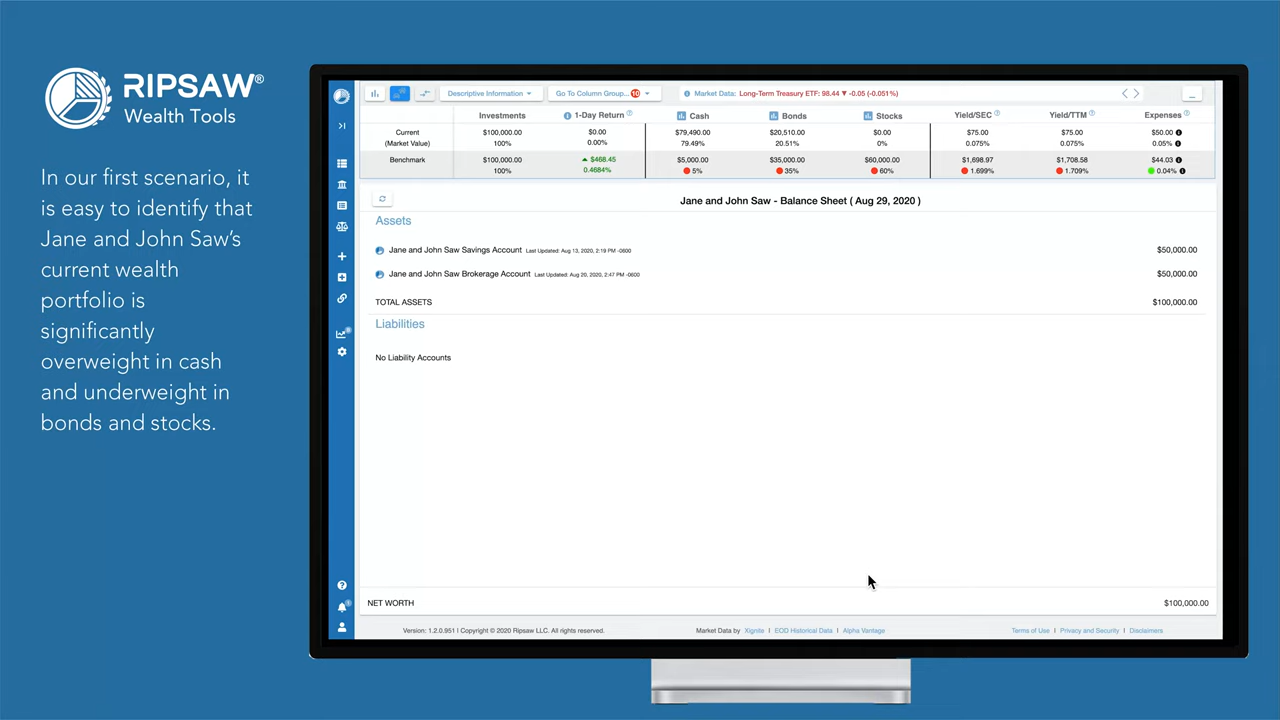 RIPSAW®
Wealth Tools
In our first scenario, it
is easy to identify that
Jane and John Saw's
current wealth
portfolio is
significantly
overweight in cash
and underweight in
bonds and stocks.
Descriptive Information
Go To Column Group... 10
Market Data: Long-Term Treasury ETF: 98.44 ▼ -0.05 (-0.051%)
Investments 1-Day Return Cash Bonds Stocks Yield/SEC Yield/TTM Expenses
Current $100,000.00 $0.00 $79,490.00 $20,510.00 $0.00 $75.00 $75.00 $50.00
(Market Value) 100% 0.00% 79.49% 20.51% 0% 0.075% 0.075% 0.05%
Benchmark $100,000.00 ▲ $468.45 $5,000.00 $35,000.00 $60,000.00 $1,698.97 $1,708.58 $44.03
100% 0.4684% 5% 35% 60% 1.699% 1.709% 0.04%
Jane and John Saw - Balance Sheet ( Aug 29, 2020 )
Assets
Jane and John Saw Savings Account Last Updated: Aug 13, 2020, 2:19 PM -0600 $50,000.00
Jane and John Saw Brokerage Account Last Updated: Aug 20, 2020, 2:47 PM -0600 $50,000.00
TOTAL ASSETS $100,000.00
Liabilities
No Liability Accounts
NET WORTH $100,000.00
Version: 1.2.0.951 | Copyright © 2020 Ripsaw LLC. All rights reserved. Market Data by Xignite | EOD Historical Data | Alpha Vantage Terms of Use | Privacy and Security | Disclaimers